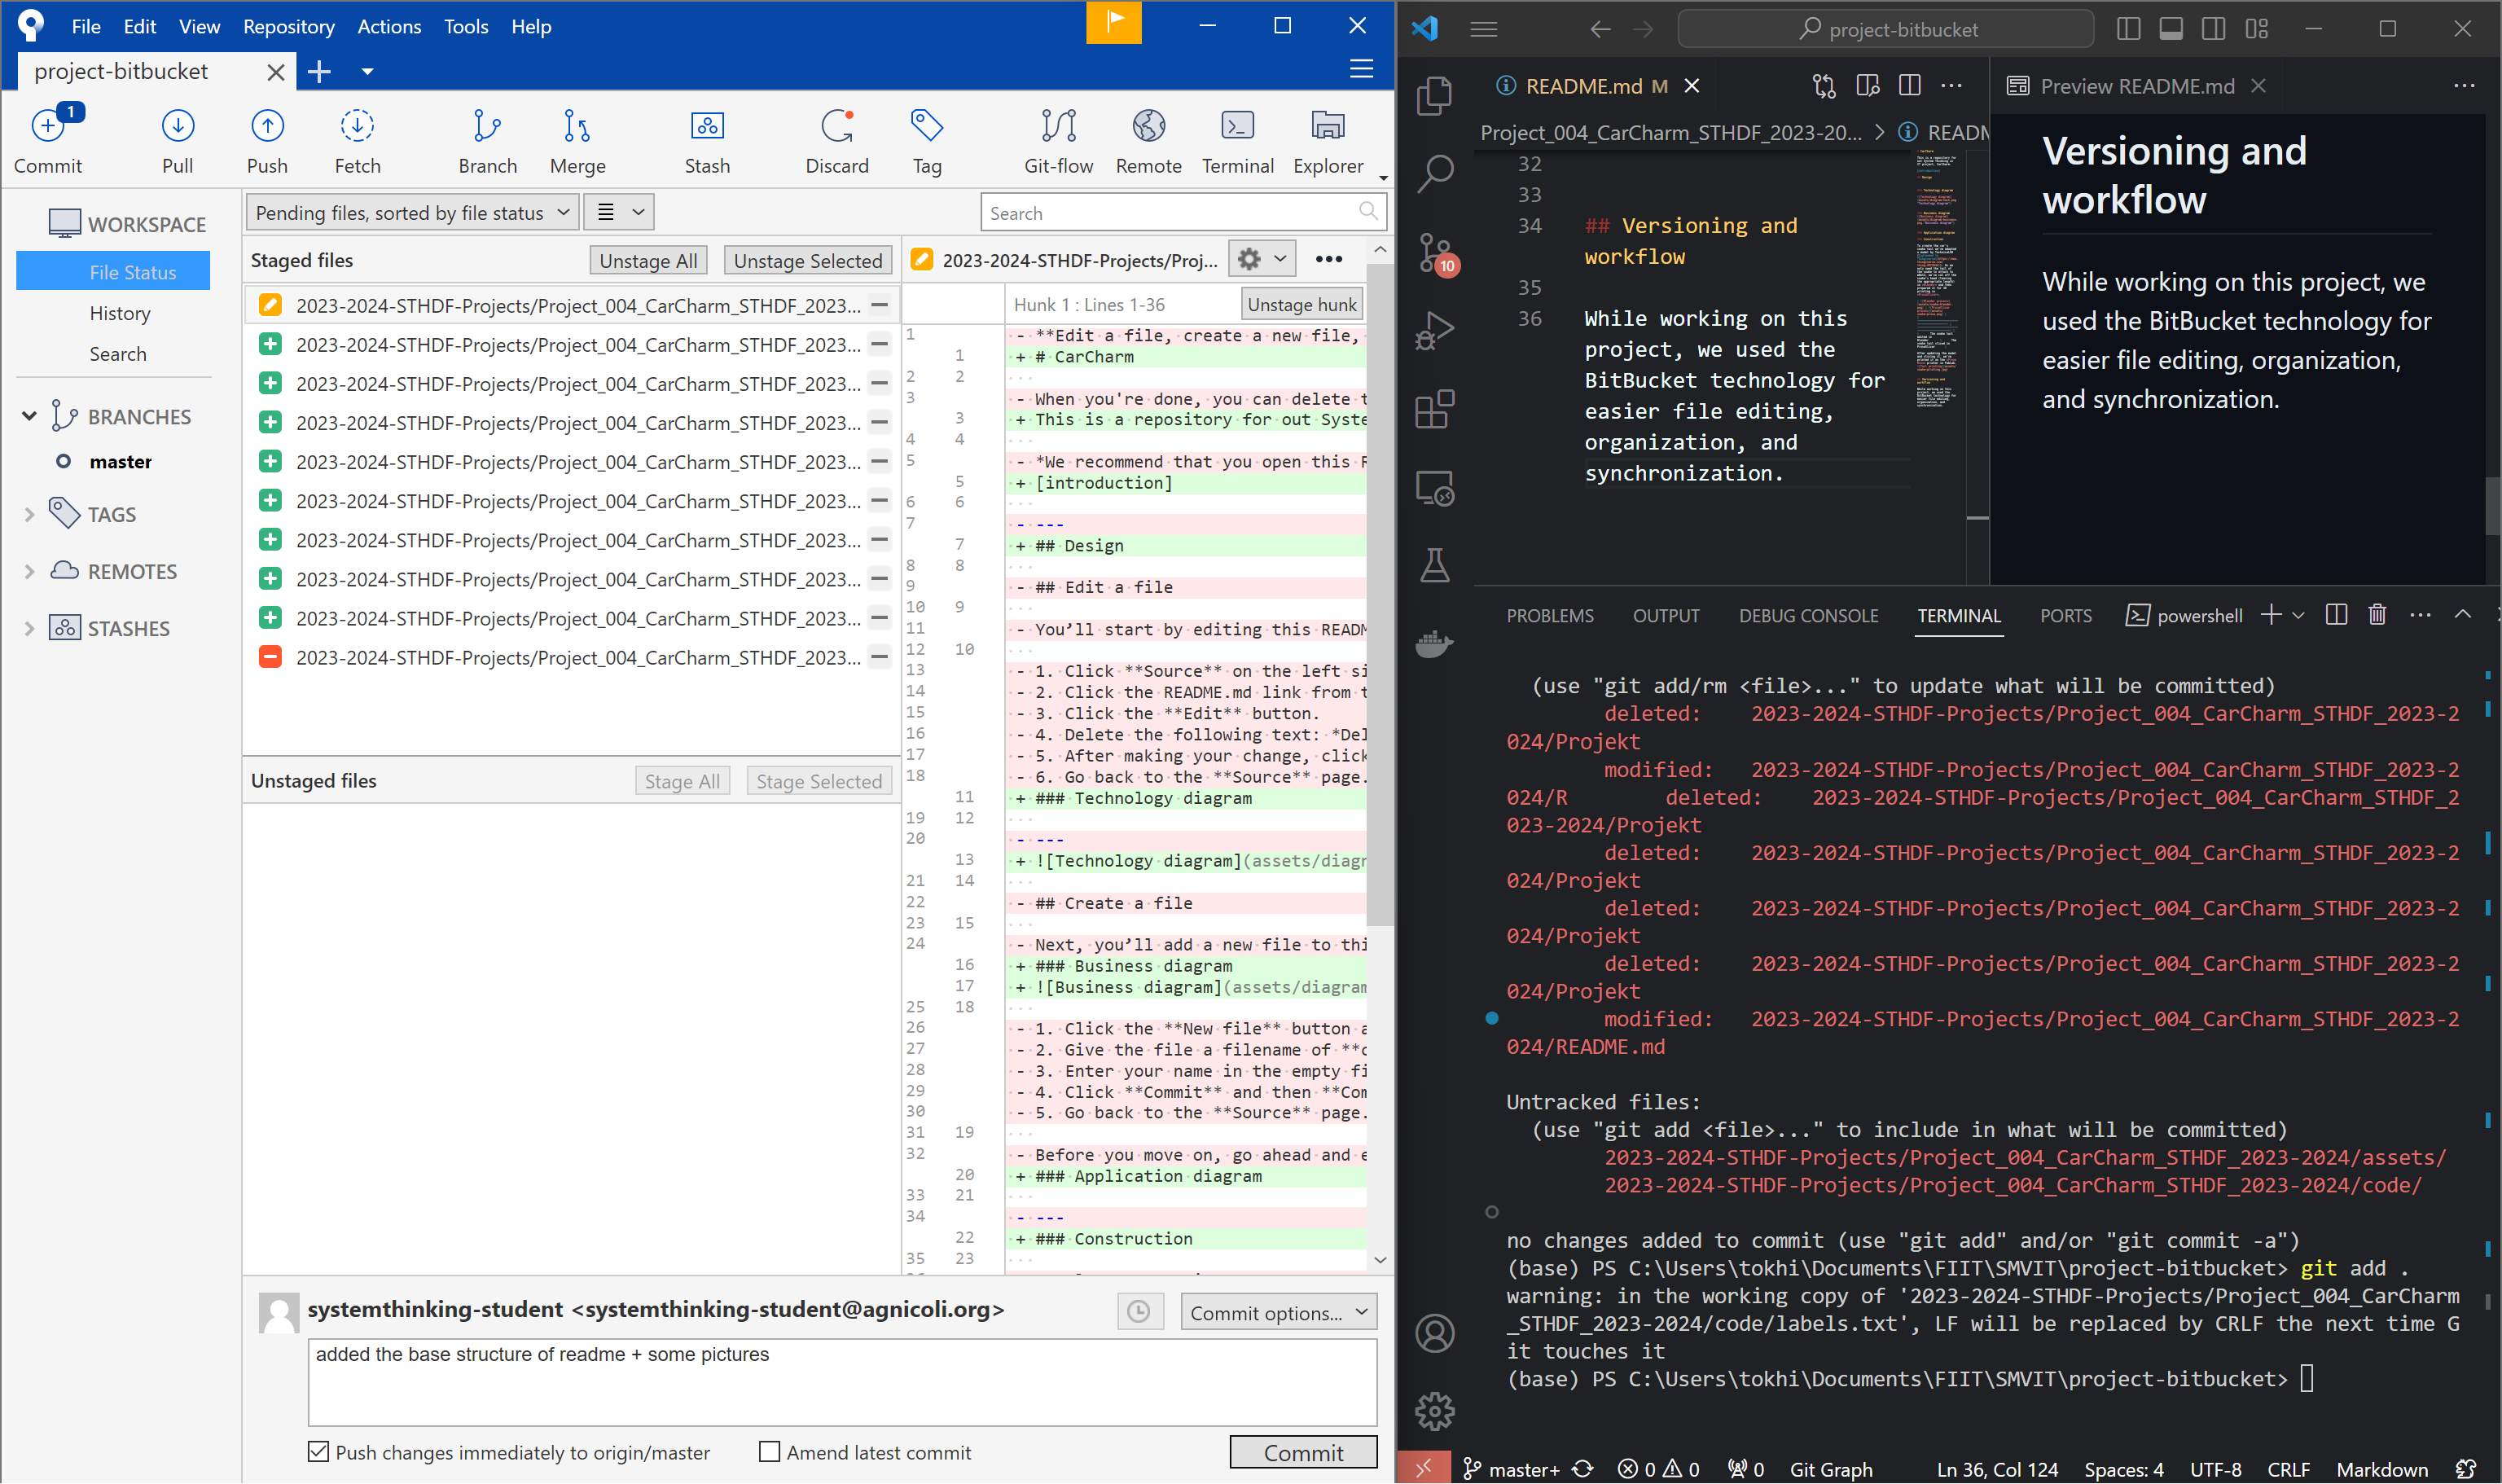 File Edit View Repository Actions Tools Help
project-bitbucket
1
Commit Pull Push Fetch Branch Merge Stash Discard Tag Git-flow Remote Terminal Explorer
WORKSPACE
File Status
History
Search
BRANCHES
master
TAGS
REMOTES
STASHES
Pending files, sorted by file status
Search
Staged files Unstage All Unstage Selected
2023-2024-STHDF-Projects/Project_004_CarCharm_STHDF_2023...
2023-2024-STHDF-Projects/Project_004_CarCharm_STHDF_2023...
2023-2024-STHDF-Projects/Project_004_CarCharm_STHDF_2023...
2023-2024-STHDF-Projects/Project_004_CarCharm_STHDF_2023...
2023-2024-STHDF-Projects/Project_004_CarCharm_STHDF_2023...
2023-2024-STHDF-Projects/Project_004_CarCharm_STHDF_2023...
2023-2024-STHDF-Projects/Project_004_CarCharm_STHDF_2023...
2023-2024-STHDF-Projects/Project_004_CarCharm_STHDF_2023...
2023-2024-STHDF-Projects/Project_004_CarCharm_STHDF_2023...
2023-2024-STHDF-Projects/Project_004_CarCharm_STHDF_2023...
Unstaged files Stage All Stage Selected
2023-2024-STHDF-Projects/Proj...
Hunk 1 : Lines 1-36 Unstage hunk
1 - **Edit a file, create a new file,
1 + # CarCharm
2 2
3 - When you're done, you can delete t
3 + This is a repository for out Syste
4 4
5 - *We recommend that you open this R
5 + [introduction]
6 6
7 - ---
7 + ## Design
8 8
9 - ## Edit a file
10 9
11 - You’ll start by editing this READM
12 10
13 - 1. Click **Source** on the left si
14 - 2. Click the README.md link from t
15 - 3. Click the **Edit** button.
16 - 4. Delete the following text: *Del
17 - 5. After making your change, click
18 - 6. Go back to the **Source** page.
11 + ### Technology diagram
19 12
20 - ---
13 + ![Technology diagram](assets/diagr
21 14
22 - ## Create a file
23 15
24 - Next, you’ll add a new file to thi
16 + ### Business diagram
17 + ![Business diagram](assets/diagram
25 18
26 - 1. Click the **New file** button a
27 - 2. Give the file a filename of **c
28 - 3. Enter your name in the empty fi
29 - 4. Click **Commit** and then **Com
30 - 5. Go back to the **Source** page.
31 19
32 - Before you move on, go ahead and e
20 + ### Application diagram
33 21
34 - ---
22 + ### Construction
35 23
systemthinking-student <systemthinking-student@agnicoli.org>
Commit options...
added the base structure of readme + some pictures
Push changes immediately to origin/master
Amend latest commit
Commit
project-bitbucket
README.md M
Project_004_CarCharm_STHDF_2023-20... > READM
10
32
33
34 ## Versioning and
workflow
35
36 While working on this
project, we used the
BitBucket technology for
easier file editing,
organization, and
synchronization.
Preview README.md
Versioning and
workflow
While working on this project, we
used the BitBucket technology for
easier file editing, organization,
and synchronization.
PROBLEMS OUTPUT DEBUG CONSOLE TERMINAL PORTS powershell
(use "git add/rm <file>..." to update what will be committed)
deleted: 2023-2024-STHDF-Projects/Project_004_CarCharm_STHDF_2023-2
024/Projekt
modified: 2023-2024-STHDF-Projects/Project_004_CarCharm_STHDF_2023-2
024/R deleted: 2023-2024-STHDF-Projects/Project_004_CarCharm_STHDF_2
023-2024/Projekt
deleted: 2023-2024-STHDF-Projects/Project_004_CarCharm_STHDF_2023-2
024/Projekt
deleted: 2023-2024-STHDF-Projects/Project_004_CarCharm_STHDF_2023-2
024/Projekt
deleted: 2023-2024-STHDF-Projects/Project_004_CarCharm_STHDF_2023-2
024/Projekt
modified: 2023-2024-STHDF-Projects/Project_004_CarCharm_STHDF_2023-2
024/README.md
Untracked files:
(use "git add <file>..." to include in what will be committed)
2023-2024-STHDF-Projects/Project_004_CarCharm_STHDF_2023-2024/assets/
2023-2024-STHDF-Projects/Project_004_CarCharm_STHDF_2023-2024/code/
no changes added to commit (use "git add" and/or "git commit -a")
(base) PS C:\Users\tokhi\Documents\FIIT\SMVIT\project-bitbucket> git add .
warning: in the working copy of '2023-2024-STHDF-Projects/Project_004_CarCharm
_STHDF_2023-2024/code/labels.txt', LF will be replaced by CRLF the next time G
it touches it
(base) PS C:\Users\tokhi\Documents\FIIT\SMVIT\project-bitbucket>
master+ 0 0 0 Git Graph Ln 36, Col 124 Spaces: 4 UTF-8 CRLF Markdown